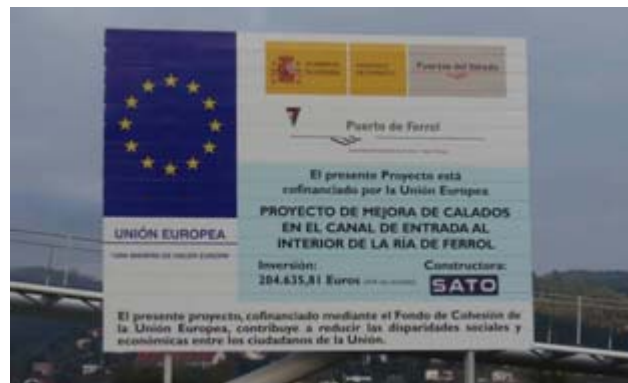 Puertos del Estado
Puerto de Ferrol
El presente Proyecto está
cofinanciado por la Unión Europea
PROYECTO DE MEJORA DE CALADOS
EN EL CANAL DE ENTRADA AL
INTERIOR DE LA RÍA DE FERROL
UNIÓN EUROPEA
Inversión:
204.635,81 Euros
Constructora:
SATO
El presente proyecto, cofinanciado mediante el Fondo de Cohesión de
la Unión Europea, contribuye a reducir las disparidades sociales y
económicas entre los ciudadanos de la Unión.